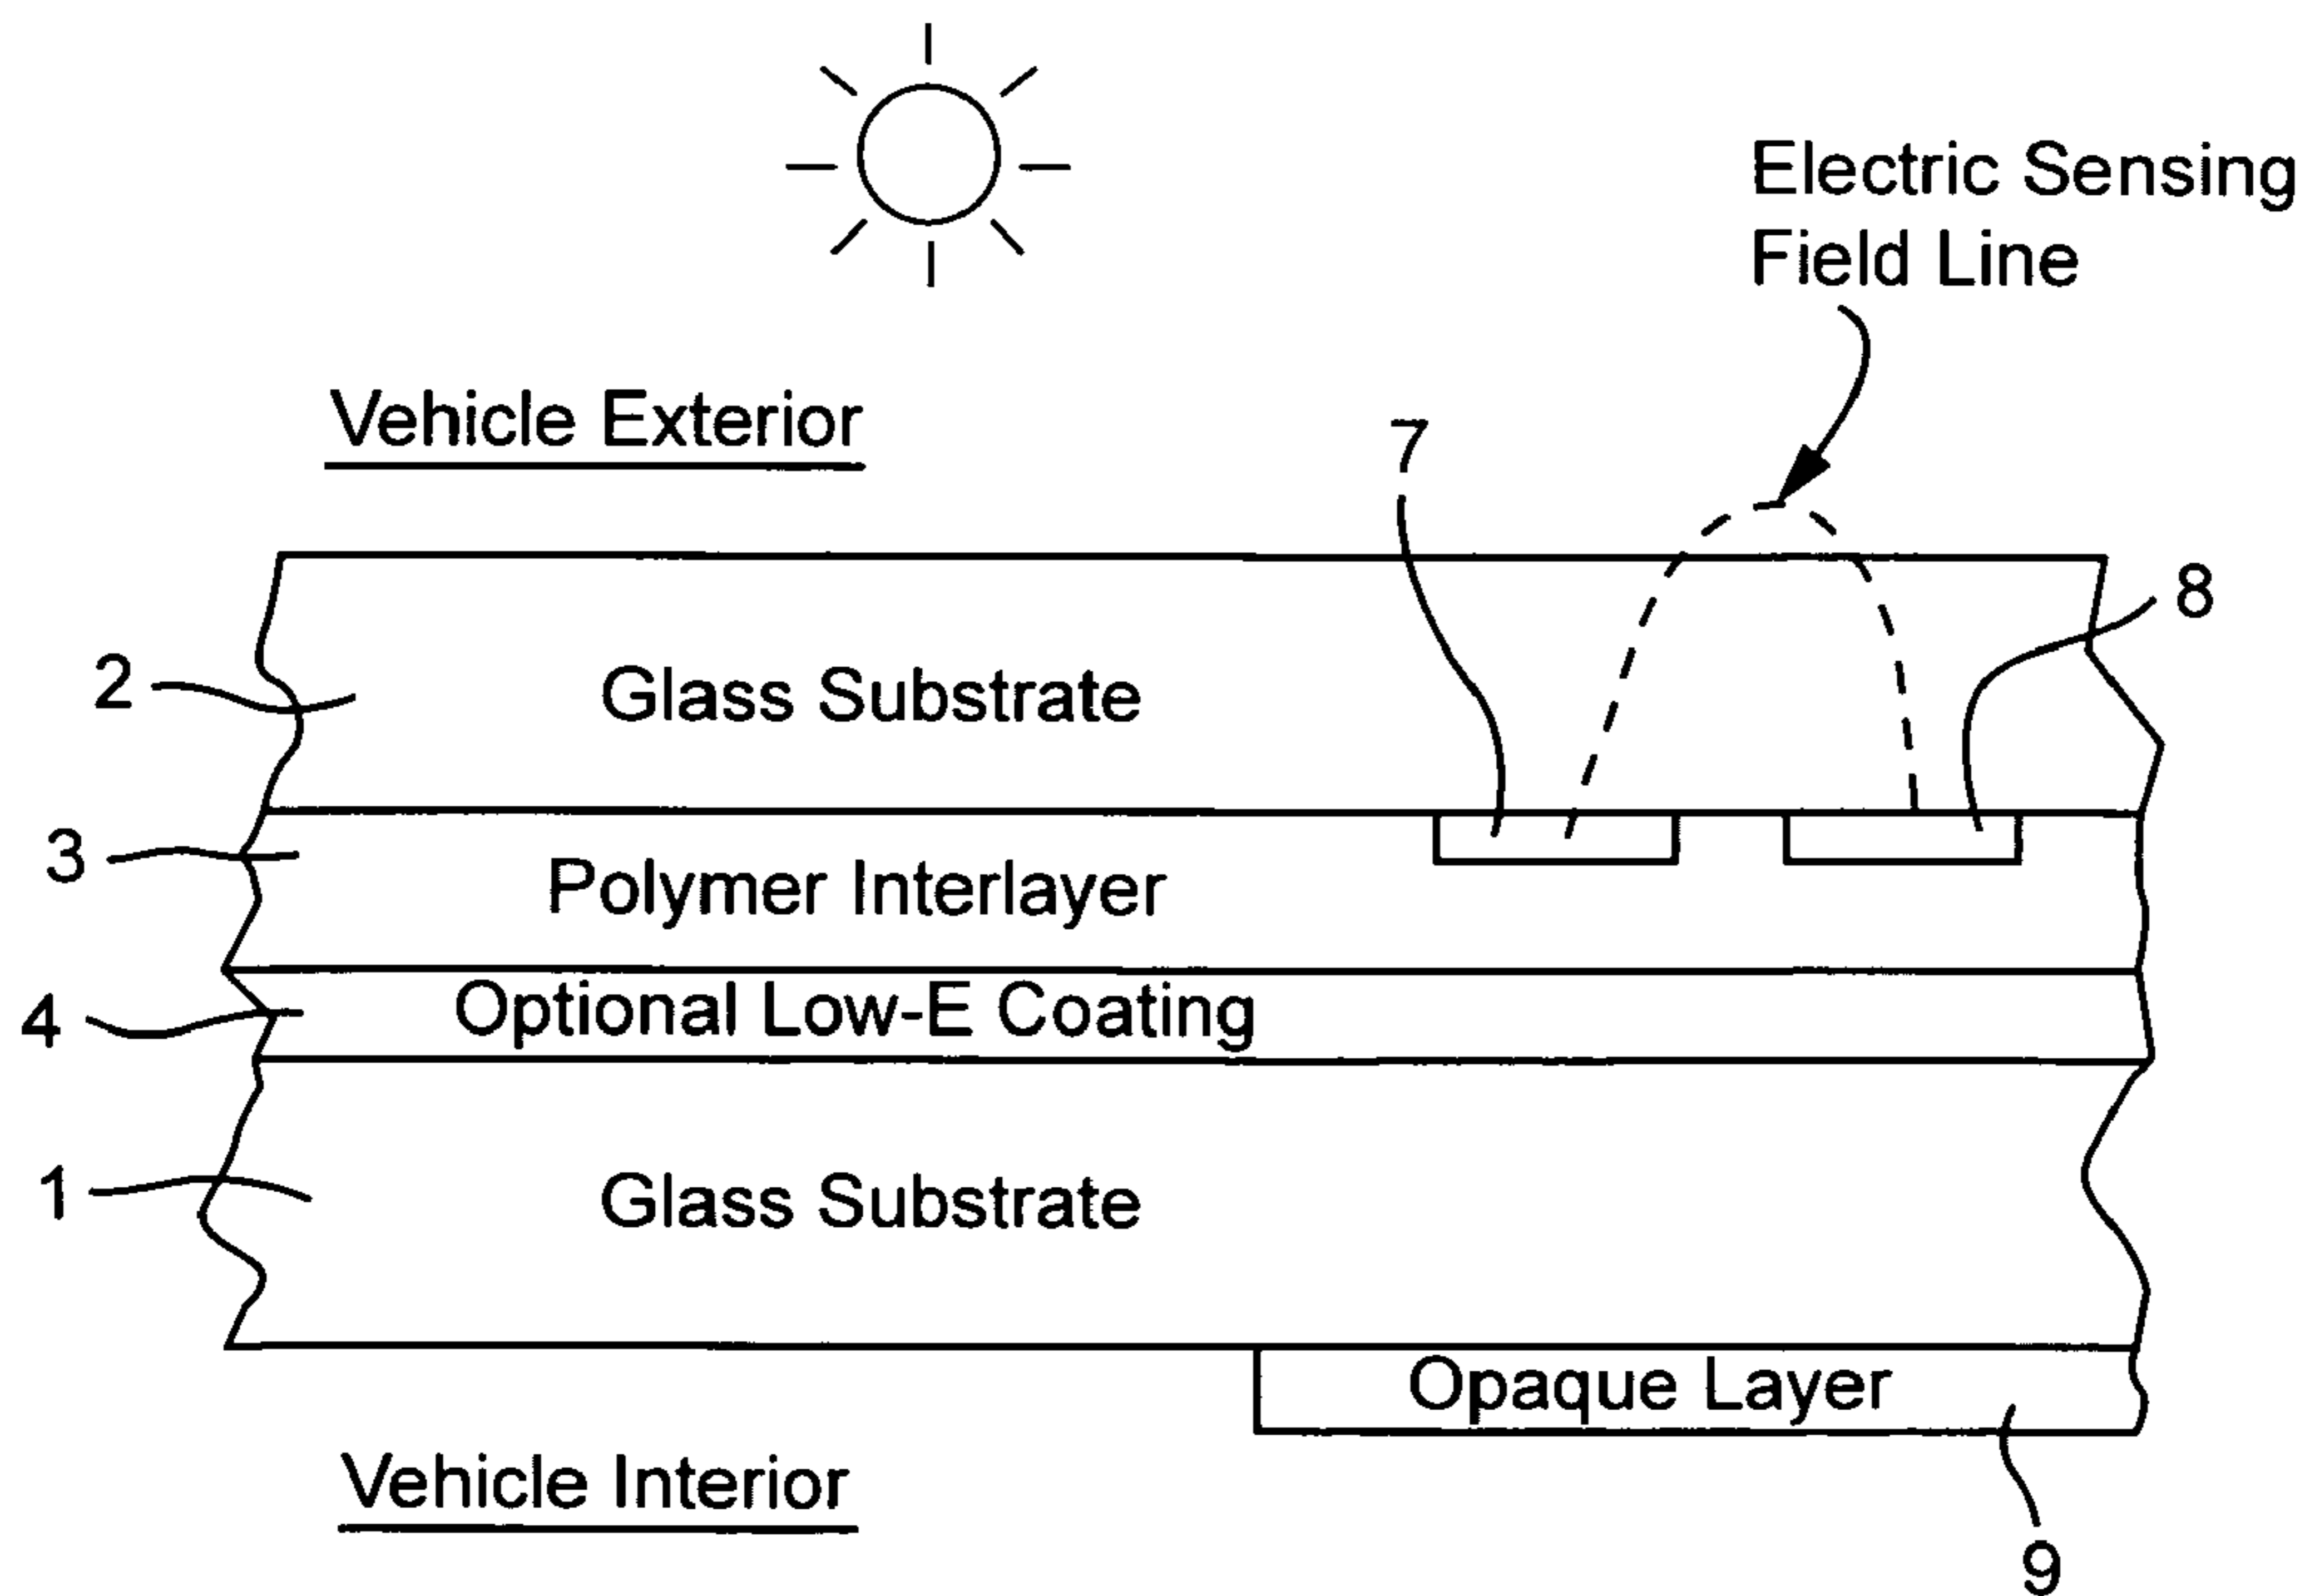 Electric Sensing
Field Line
Vehicle Exterior
7
8
2
Glass Substrate
3
Polymer Interlayer
4
Optional Low-E Coating
1
Glass Substrate
Opaque Layer
Vehicle Interior
9